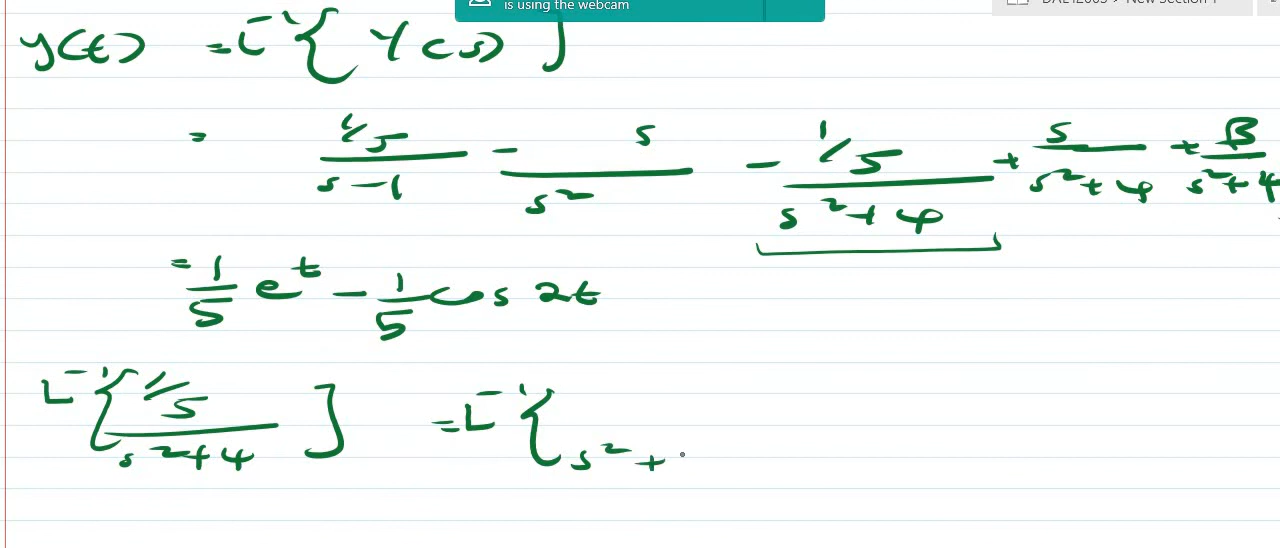 is using the webcam
y(t) = L⁻¹{ Y(s) }
= (1/5)/(s-1) - s/s² - (1/5)/(s²+4) + s/(s²+4) + β/(s²+4)
= 1/5 e^t - 1/5 cos 2t
L⁻¹{ (1/5)/(s²+4) } = L⁻¹{ s² +